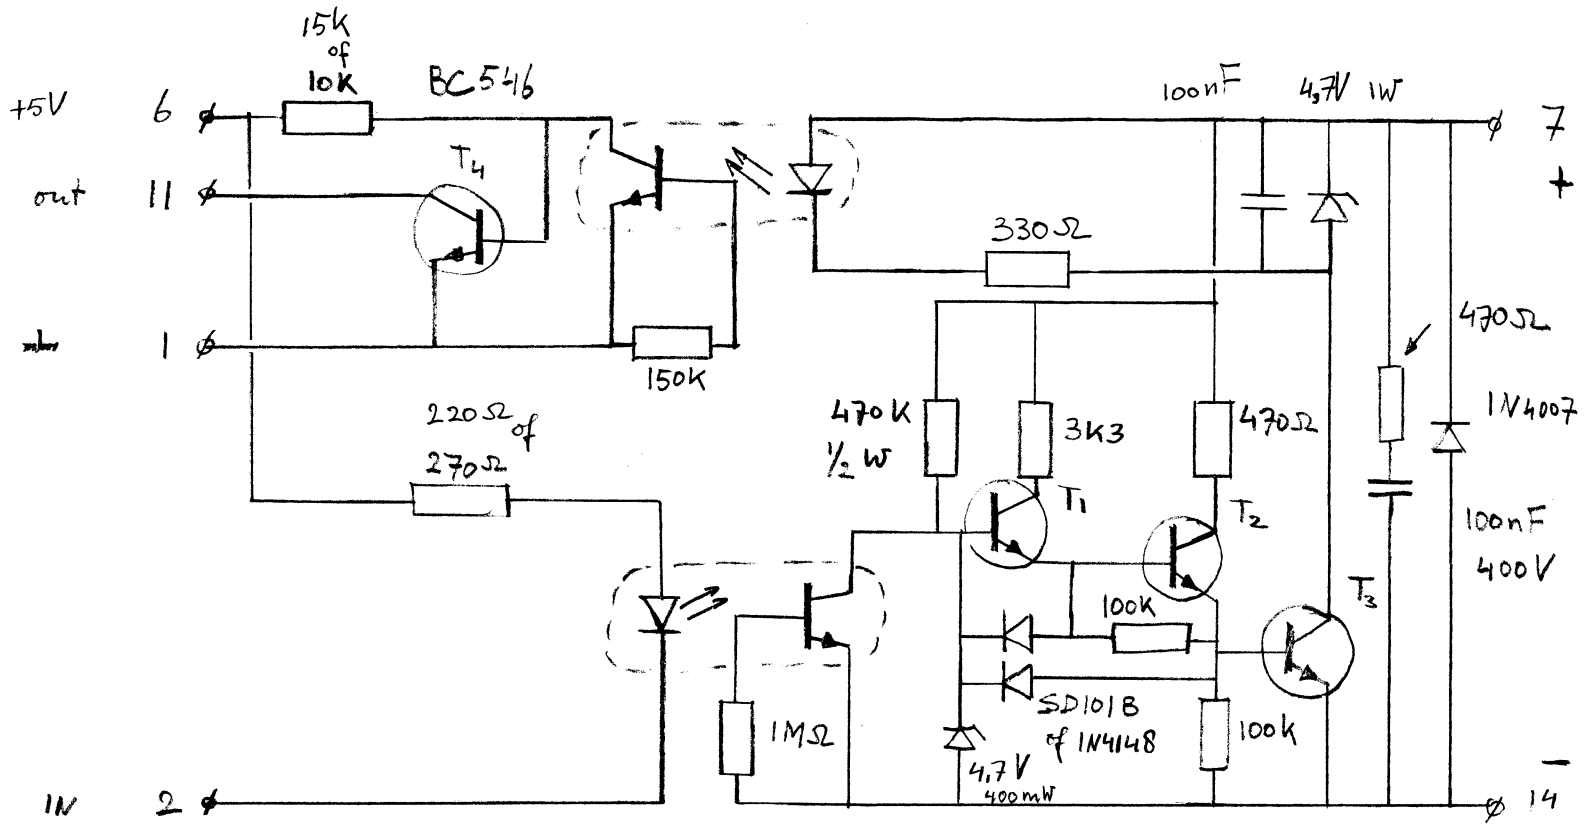 15k
of
10K
BC546
100nF
4,7V 1W
+5V
6
7
+
T4
out
11
330Ω
1
150K
470Ω
220Ω
of
270Ω
470K
½ W
3K3
470Ω
1N4007
T1
T2
100nF
400V
T3
100K
SD101B
of 1N4148
1MΩ
100k
4,7V
400mW
IN
2
-
14